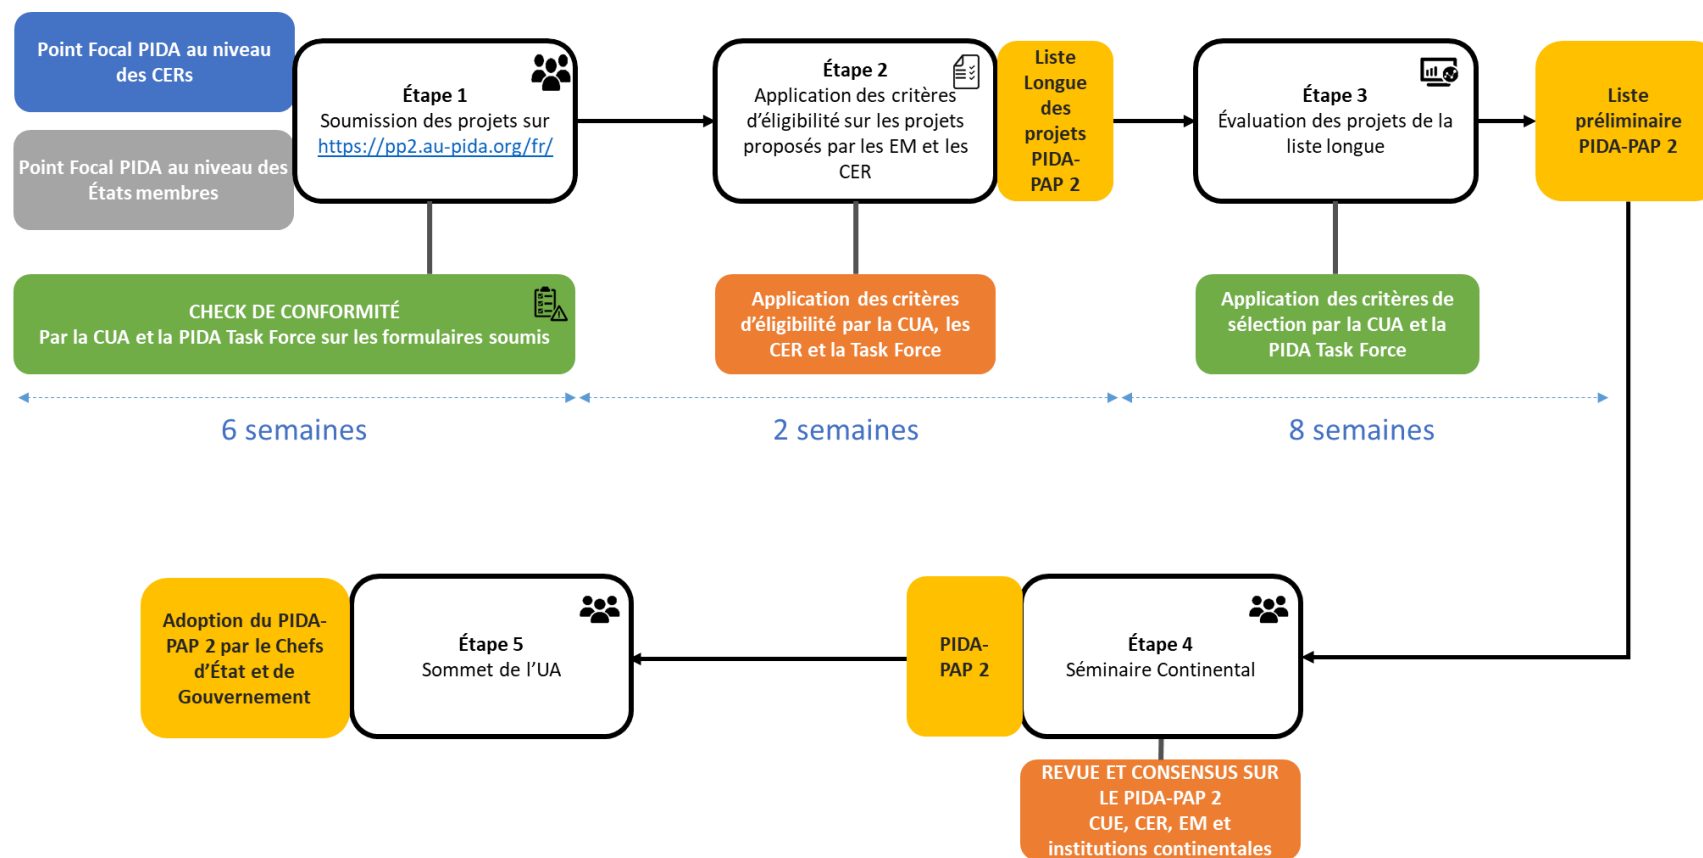 Point Focal PIDA au niveau
des CERs
Point Focal PIDA au niveau des
États membres
Étape 1
Soumission des projets sur
https://pp2.au-pida.org/fr/
Étape 2
Application des critères
d’éligibilité sur les projets
proposés par les EM et les
CER
Liste
Longue
des
projets
PIDA-
PAP 2
Étape 3
Évaluation des projets de la
liste longue
Liste
préliminaire
PIDA-PAP 2
CHECK DE CONFORMITÉ
Par la CUA et la PIDA Task Force sur les formulaires soumis
Application des critères
d’éligibilité par la CUA, les
CER et la Task Force
Application des critères de
sélection par la CUA et la
PIDA Task Force
6 semaines
2 semaines
8 semaines
Adoption du PIDA-
PAP 2 par le Chefs
d’État et de
Gouvernement
Étape 5
Sommet de l’UA
PIDA-
PAP 2
Étape 4
Séminaire Continental
REVUE ET CONSENSUS SUR
LE PIDA-PAP 2
CUE, CER, EM et
institutions continentales